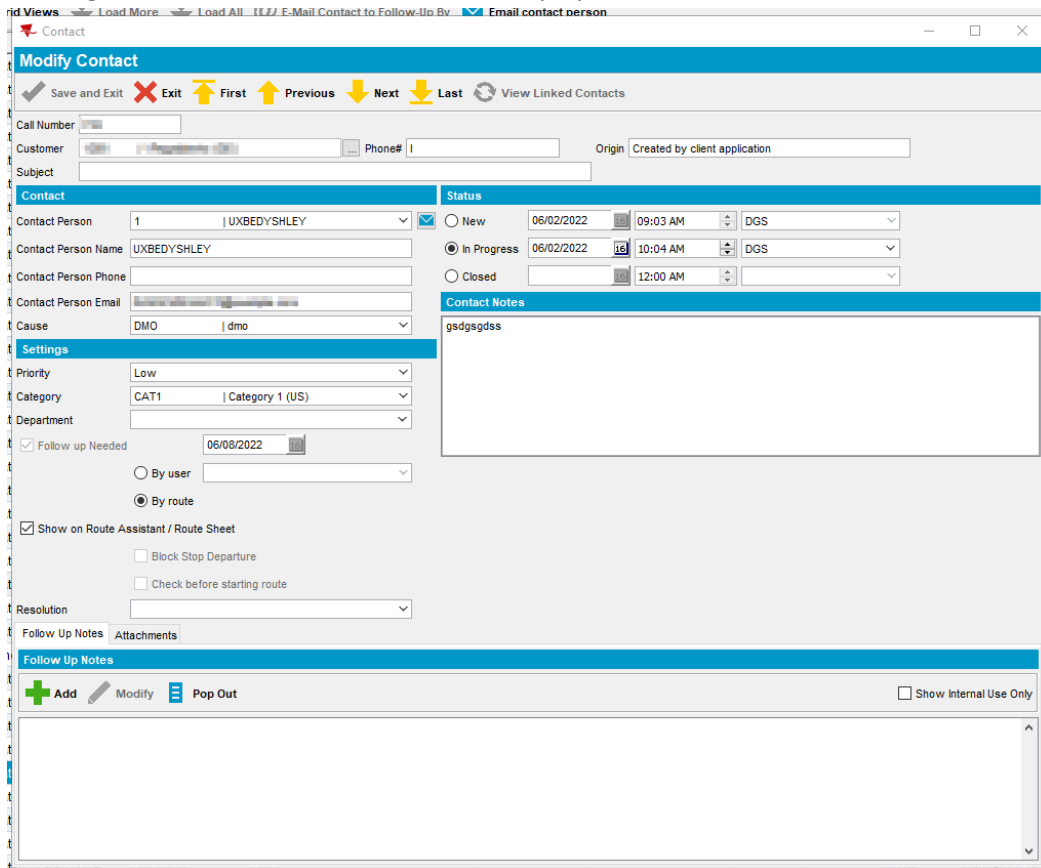 rid Views Load More Load All E-Mail Contact to Follow-Up By Email contact person
Contact
Modify Contact
Save and Exit Exit First Previous Next Last View Linked Contacts
Call Number
Customer ... Phone# Origin Created by client application
Subject
Contact
Contact Person 1 | UXBEDYSHLEY
Contact Person Name UXBEDYSHLEY
Contact Person Phone
Contact Person Email
Cause DMO | dmo
Settings
Priority Low
Category CAT1 | Category 1 (US)
Department
Follow up Needed 06/08/2022 16
By user
By route
Show on Route Assistant / Route Sheet
Block Stop Departure
Check before starting route
Resolution
Status
New 06/02/2022 16 09:03 AM DGS
In Progress 06/02/2022 16 10:04 AM DGS
Closed 16 12:00 AM
Contact Notes
gsdgsgdss
Follow Up Notes Attachments
Follow Up Notes
Add Modify Pop Out Show Internal Use Only